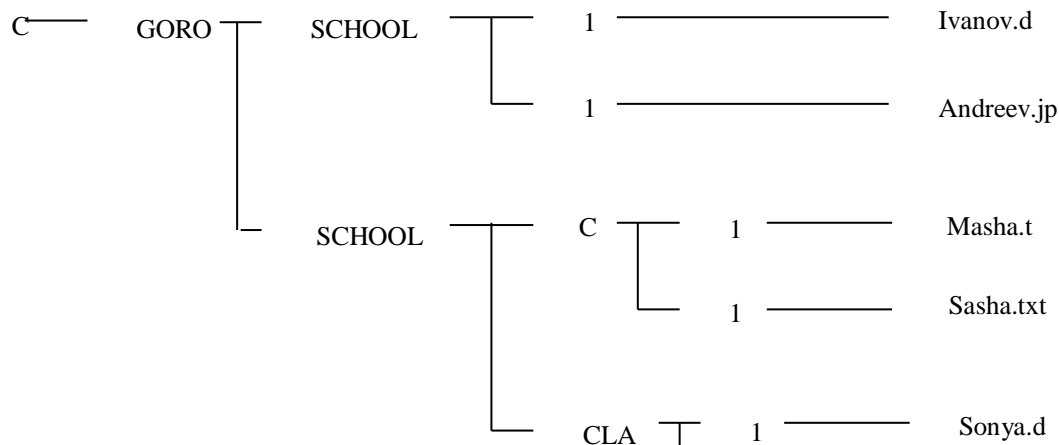 C GORO SCHOOL 1 Ivanov.d
1 Andreev.jp
SCHOOL C 1 Masha.t
1 Sasha.txt
CLA 1 Sonya.d